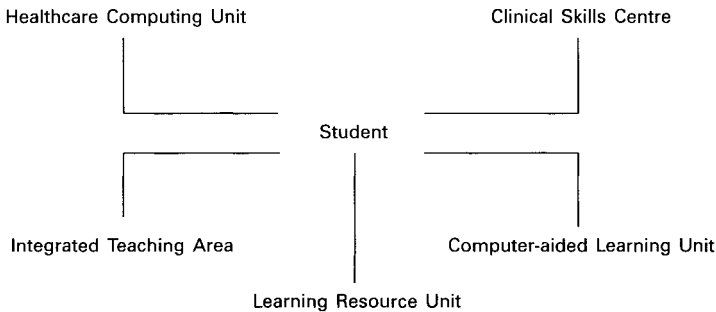 Healthcare Computing Unit
Clinical Skills Centre
Student
Integrated Teaching Area
Computer-aided Learning Unit
Learning Resource Unit